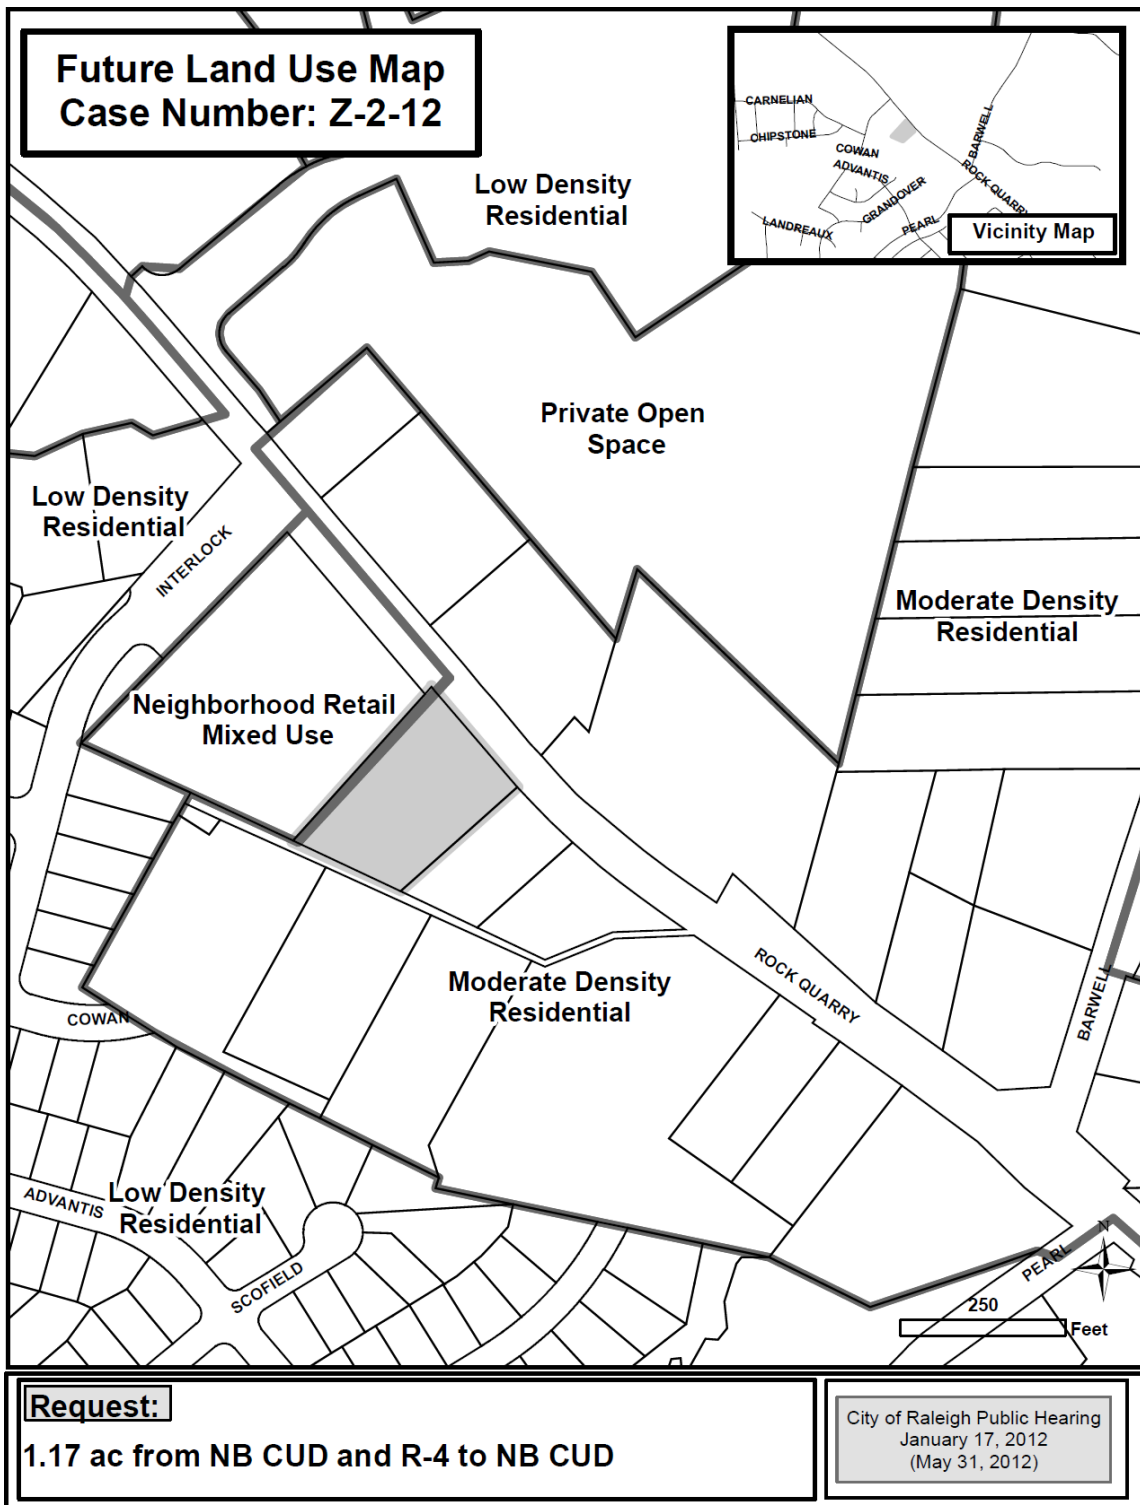 Future Land Use Map
Case Number: Z-2-12
CARNELIAN
CHIPSTONE
COWAN
ADVANTIS
GRANDOVER
LANDREAUX
PEARL
BARWELL
ROCK QUARRY
Vicinity Map
Low Density
Residential
Private Open
Space
Low Density
Residential
INTERLOCK
Moderate Density
Residential
Neighborhood Retail
Mixed Use
Moderate Density
Residential
ROCK QUARRY
BARWELL
COWAN
ADVANTIS
Low Density
Residential
SCOFIELD
PEARL
N
250
Feet
Request:
1.17 ac from NB CUD and R-4 to NB CUD
City of Raleigh Public Hearing
January 17, 2012
(May 31, 2012)